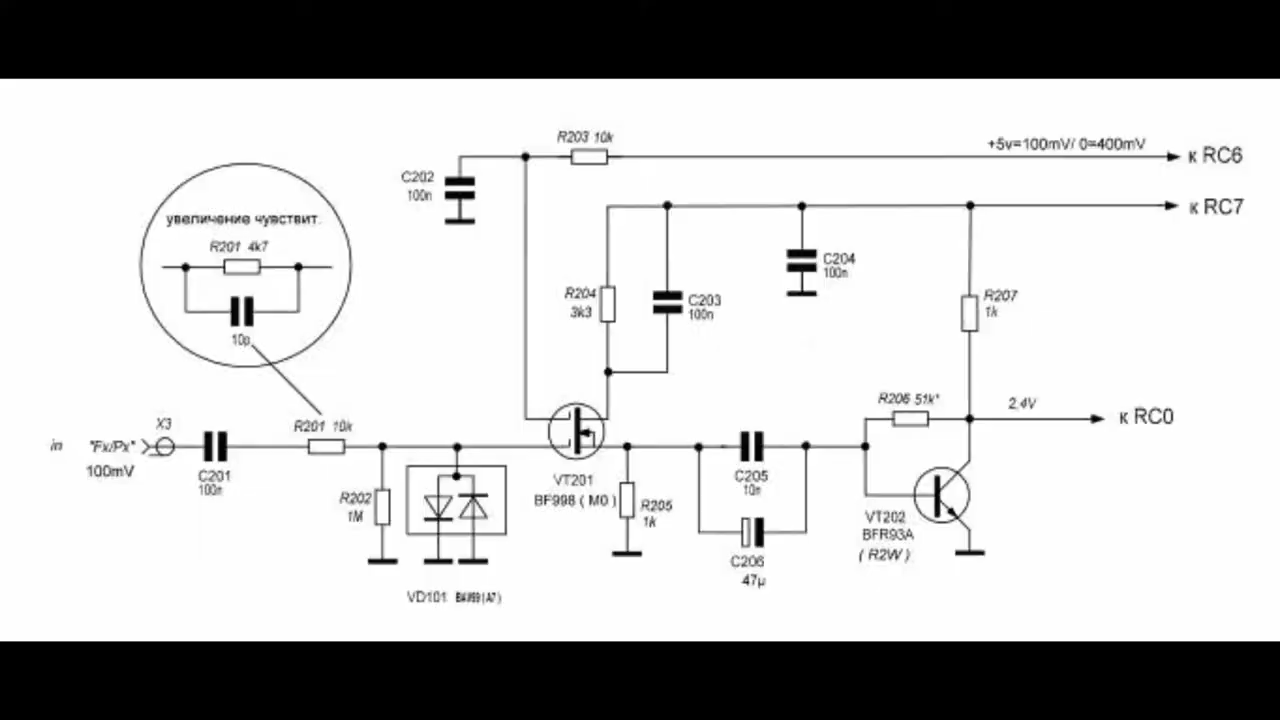 R203 10k
+5v=100mV/ 0=400mV
к RC6
C202
100n
к RC7
увеличение чувствит.
R201 4k7
10p
R204
3k3
C203
100n
C204
100n
R207
1k
R206 51k*
2,4V
к RC0
in
"Fx/Px"
100mV
X3
C201
100n
R201 10k
R202
1M
VD101 BAW99 (A7)
VT201
BF998 ( M0 )
R205
1k
C205
10n
C206
47µ
VT202
BFR93A
( R2W )